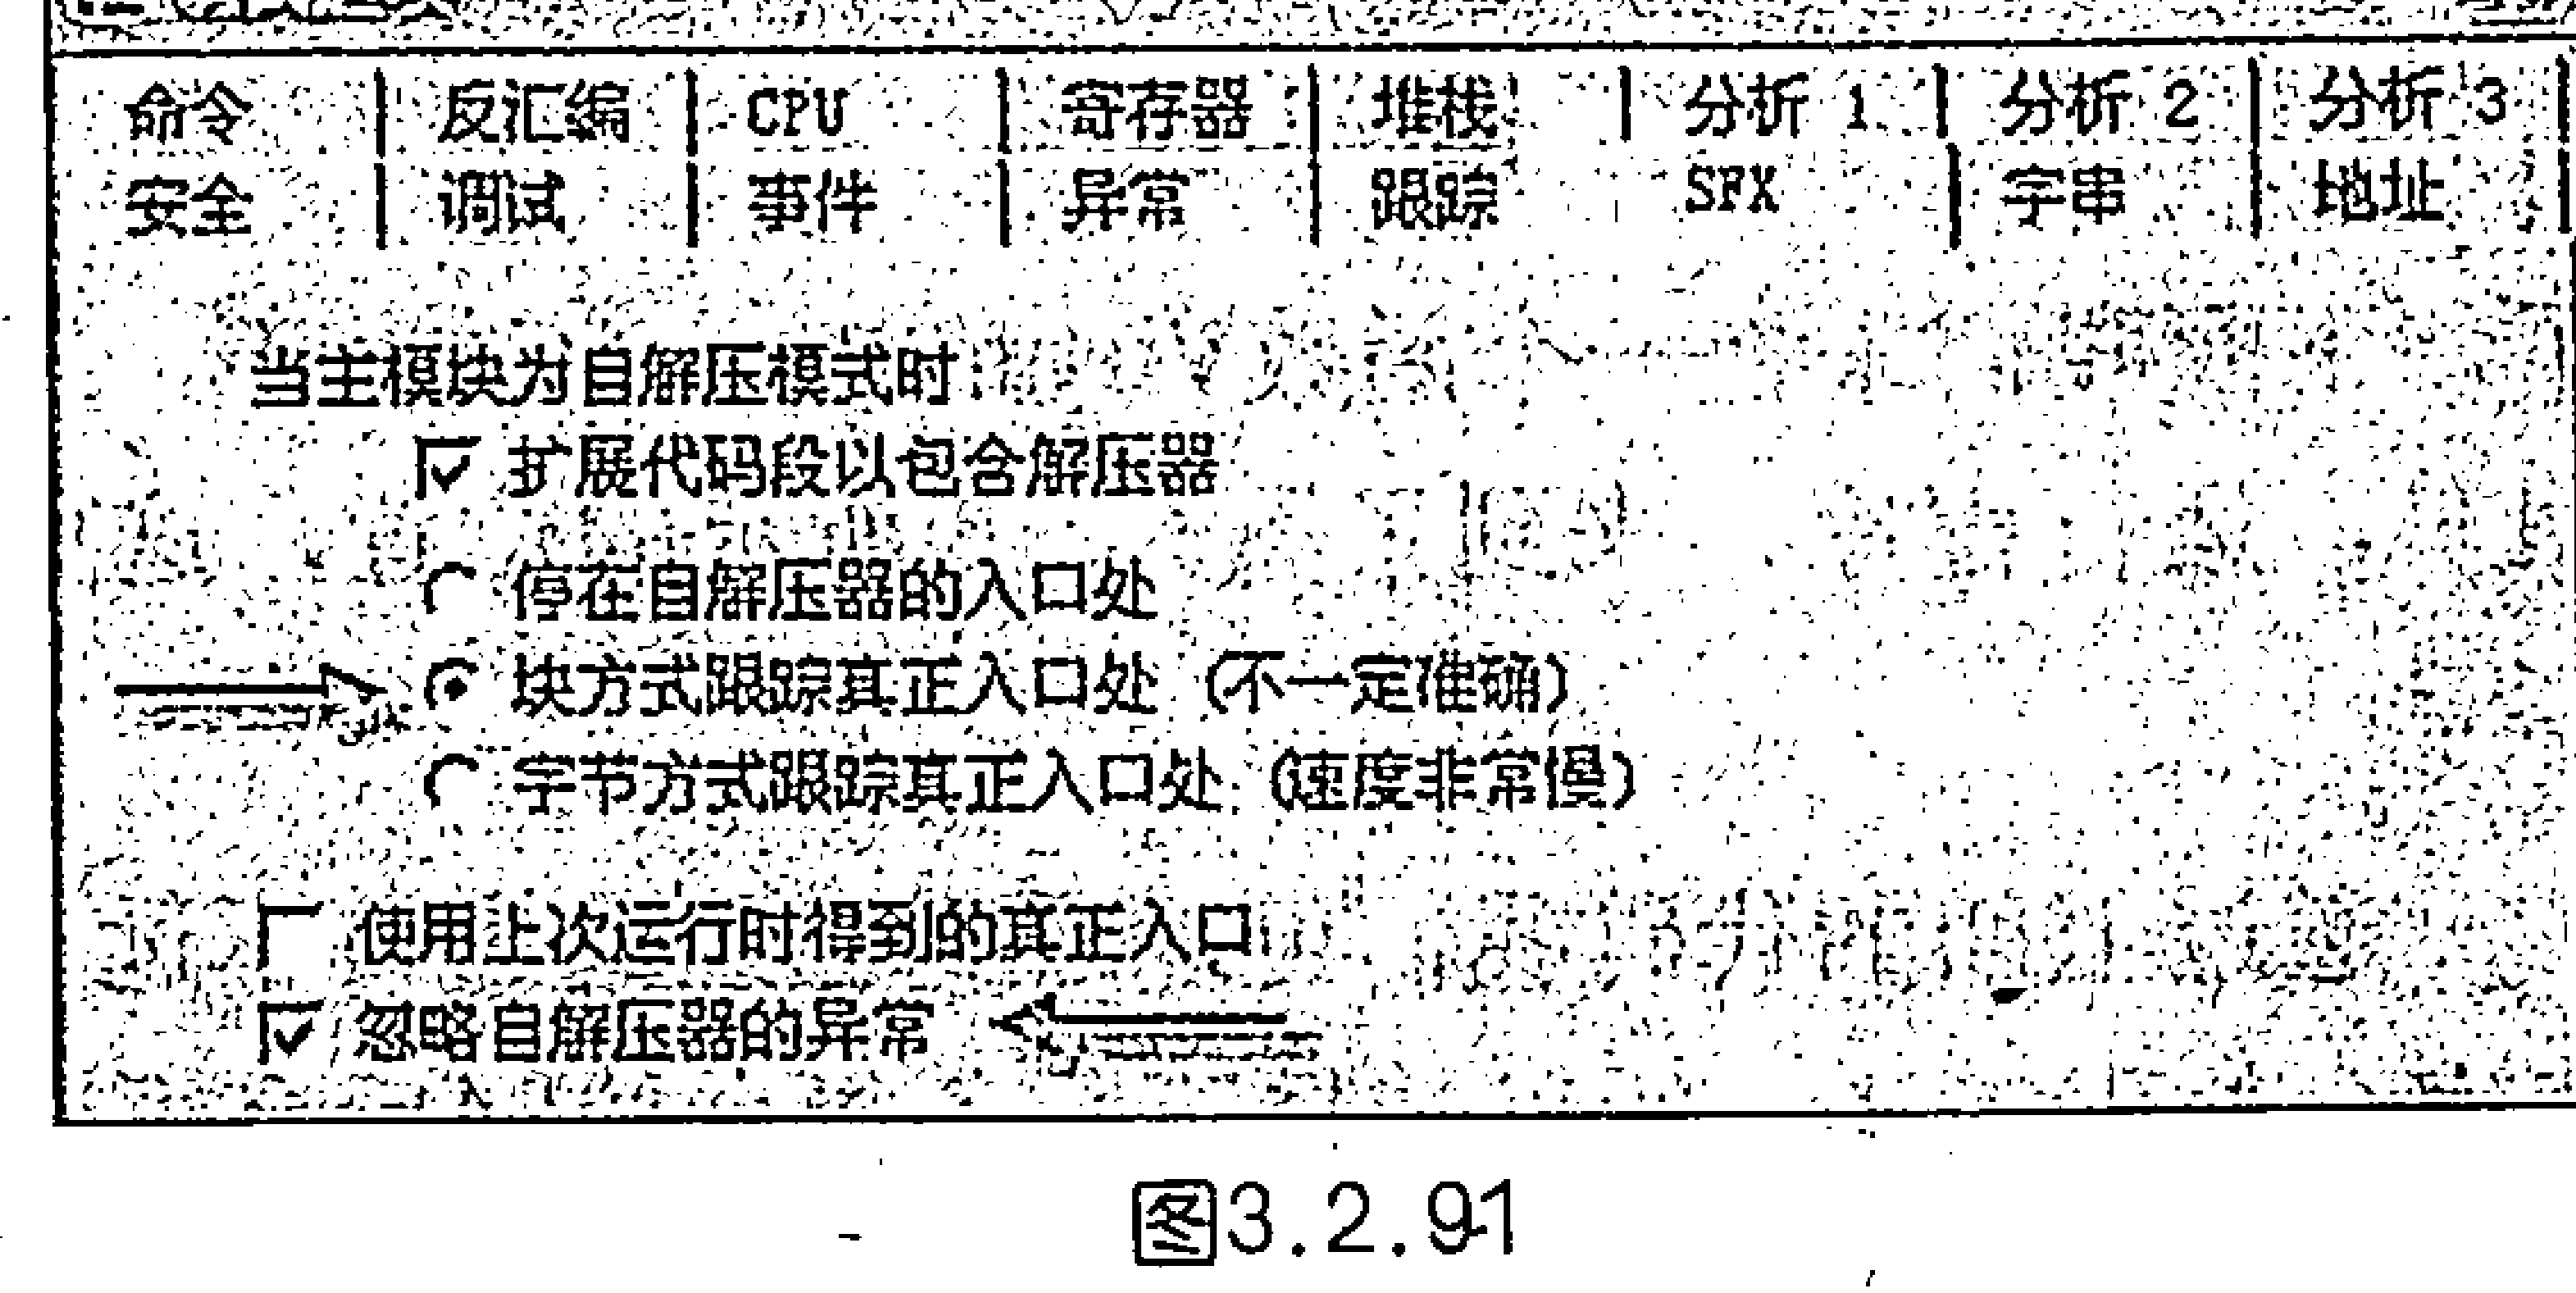 命令 | 反汇编 | CPU | 寄存器 | 堆栈 | 分析 1 | 分析 2 | 分析 3
安全 | 调试 | 事件 | 异常 | 跟踪 | SFX | 字串 | 地址
当主模块为自解压模式时:
扩展代码段以包含解压器
停在自解压器的入口处
块方式跟踪真正入口处 (不一定准确)
字节方式跟踪真正入口处 (速度非常慢)
使用上次运行时得到的真正入口
忽略自解压器的异常
图3.2.91